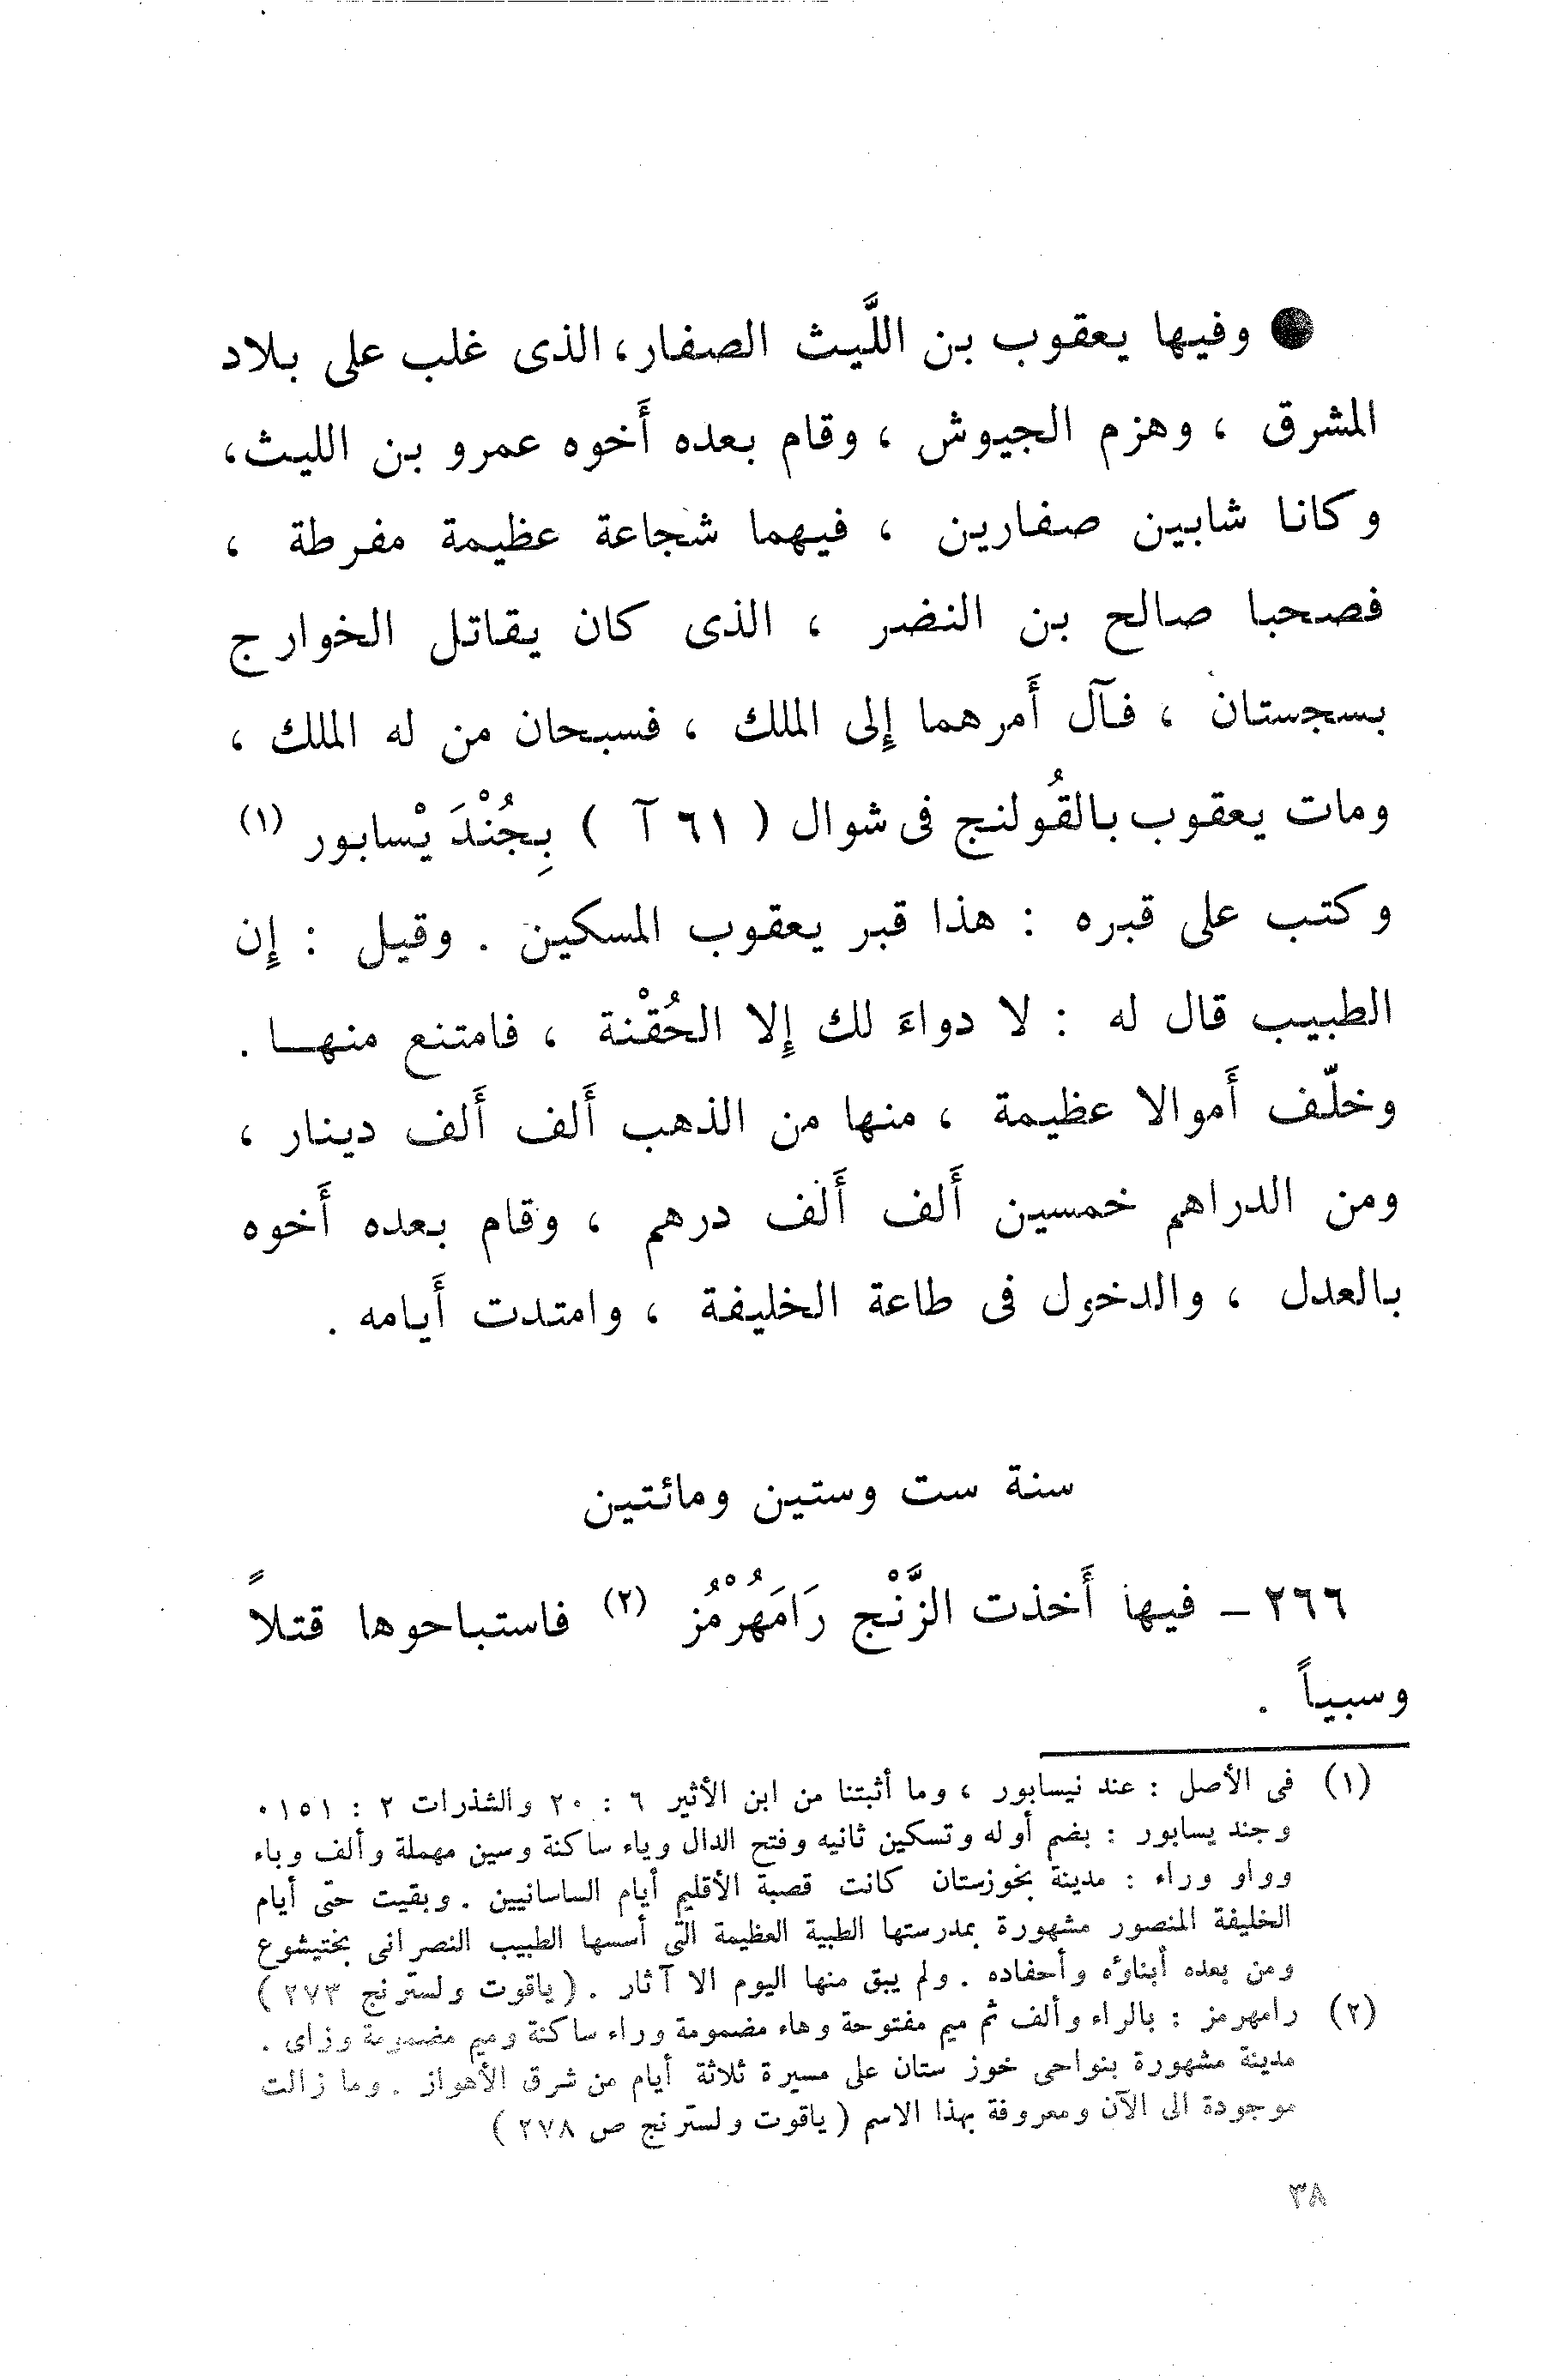 ● وفيها يعقوب بن اللَّيث الصفار، الذى غلب على بلاد
المشرق ، وهزم الجيوش ، وقام بعده أَخوه عمرو بن الليث،
وكانا شابين صفارين ، فيهما شجاعة عظيمة مفرطة ،
فصحبا صالح بن النضر ، الذى كان يقاتل الخوارج
بسجستان ، فآل أَمرهما إِلى الملك ، فسبحان من له الملك ،
ومات يعقوب بالقُولنج فى شوال ( ٦١ آ ) بِجُنْدَ يْسابور (١)
وكتب على قبره : هذا قبر يعقوب المسكين . وقيل : إِن
الطبيب قال له : لا دواءَ لك إِلا الحُقْنة ، فامتنع منهـا .
وخلّف أَموالا عظيمة ، منها من الذهب أَلف أَلف دينار ،
ومن الدراهم خمسين أَلف أَلف درهم ، وقام بعده أَخوه
بالعدل ، والدخول فى طاعة الخليفة ، وامتدت أَيامه .
سنة ست وستين ومائتين
٢٦٦ – فيها أَخذت الزَّنْج رَامَهُرْمُز (٢) فاستباحوها قتلاً
وسبياً .
(١) فى الأصل : عند نيسابور ، وما أثبتنا من ابن الأثير ٦ : ٢٠ والشذرات ٢ : ١٥١ .
وجند يسابور : بضم أوله وتسكين ثانيه وفتح الدال وياء ساكنة وسين مهملة وألف وباء
وواو وراء : مدينة بخوزستان كانت قصبة الأقليم أيام الساسانيين . وبقيت حتى أيام
الخليفة المنصور مشهورة بمدرستها الطبية العظيمة التى أسسها الطبيب النصرانى بختيشوع
ومن بعده أبناؤه وأحفاده . ولم يبق منها اليوم الا آثار . ( ياقوت ولسترنج ٢٧٣ )
(٢) رامهرمز : بالراء وألف ثم ميم مفتوحة وهاء مضمومة وراء ساكنة وميم مضمومة وزاى .
مدينة مشهورة بنواحى خوز ستان على مسيرة ثلاثة أيام من شرق الأهواز . وما زالت
موجودة الى الآن ومعروفة بهذا الاسم ( ياقوت ولسترنج ص ٢٧٨ )
٣٨